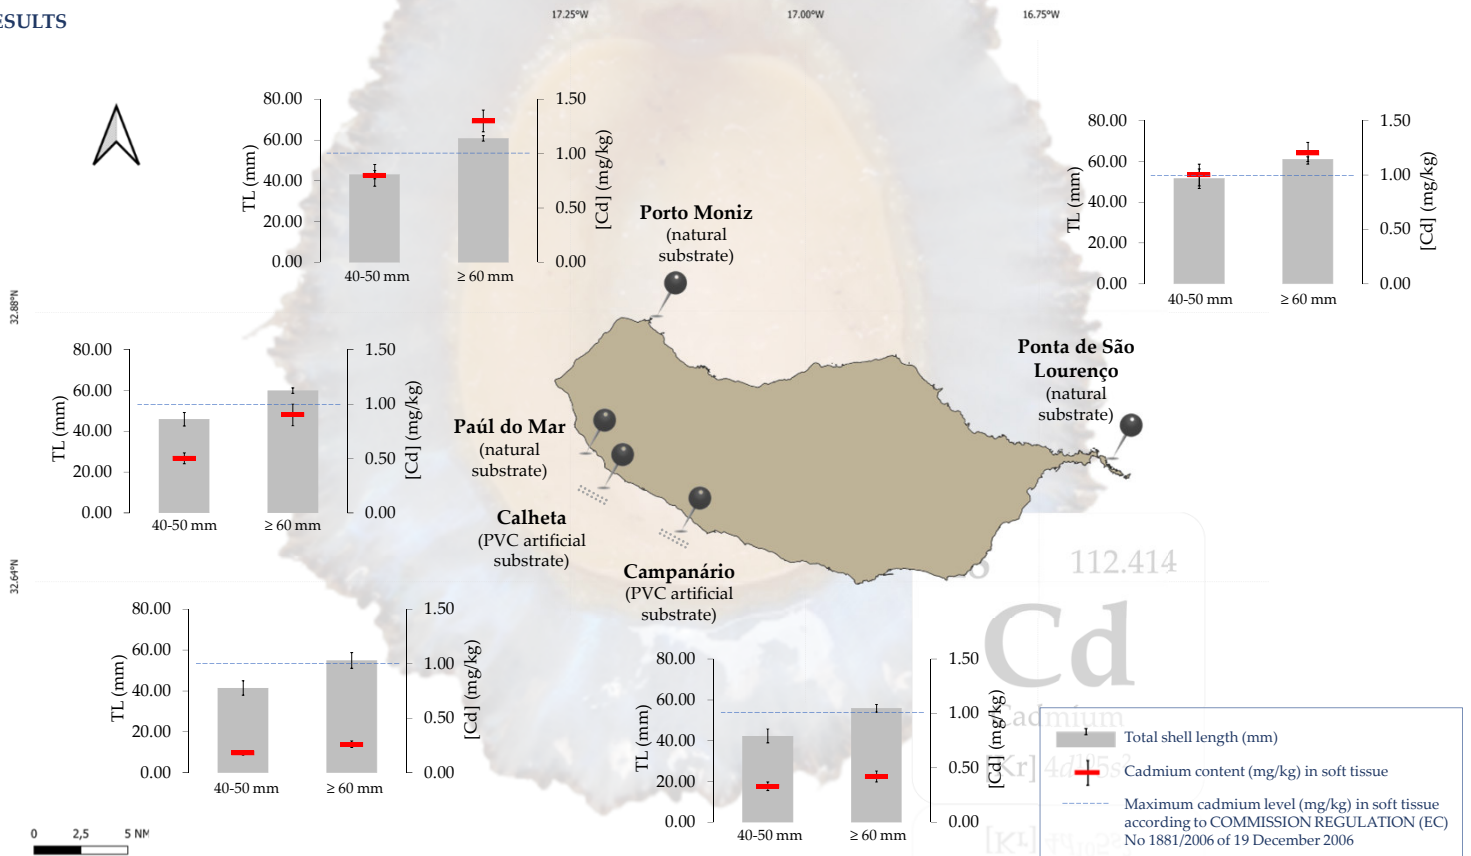 ESULTS
17.25°W
17.00°W
16.75°W
32.88°N
32.64°N
80.00
60.00
40.00
20.00
0.00
TL (mm)
1.50
1.00
0.50
0.00
[Cd] (mg/kg)
40-50 mm
≥ 60 mm
80.00
60.00
40.00
20.00
0.00
TL (mm)
1.50
1.00
0.50
0.00
[Cd] (mg/kg)
40-50 mm
≥ 60 mm
Porto Moniz
(natural
substrate)
Ponta de São
Lourenço
(natural
substrate)
80.00
60.00
40.00
20.00
0.00
TL (mm)
1.50
1.00
0.50
0.00
[Cd] (mg/kg)
40-50 mm
≥ 60 mm
Paúl do Mar
(natural
substrate)
Calheta
(PVC artificial
substrate)
Campanário
(PVC artificial
substrate)
112.414
Cd
Cadmium
[Kr] 4d¹⁰5s²
80.00
60.00
40.00
20.00
0.00
TL (mm)
1.50
1.00
0.50
0.00
[Cd] (mg/kg)
40-50 mm
≥ 60 mm
80.00
60.00
40.00
20.00
0.00
TL (mm)
1.50
1.00
0.50
0.00
[Cd] (mg/kg)
40-50 mm
≥ 60 mm
Total shell length (mm)
Cadmium content (mg/kg) in soft tissue
Maximum cadmium level (mg/kg) in soft tissue
according to COMMISSION REGULATION (EC)
No 1881/2006 of 19 December 2006
0 2,5 5 NM